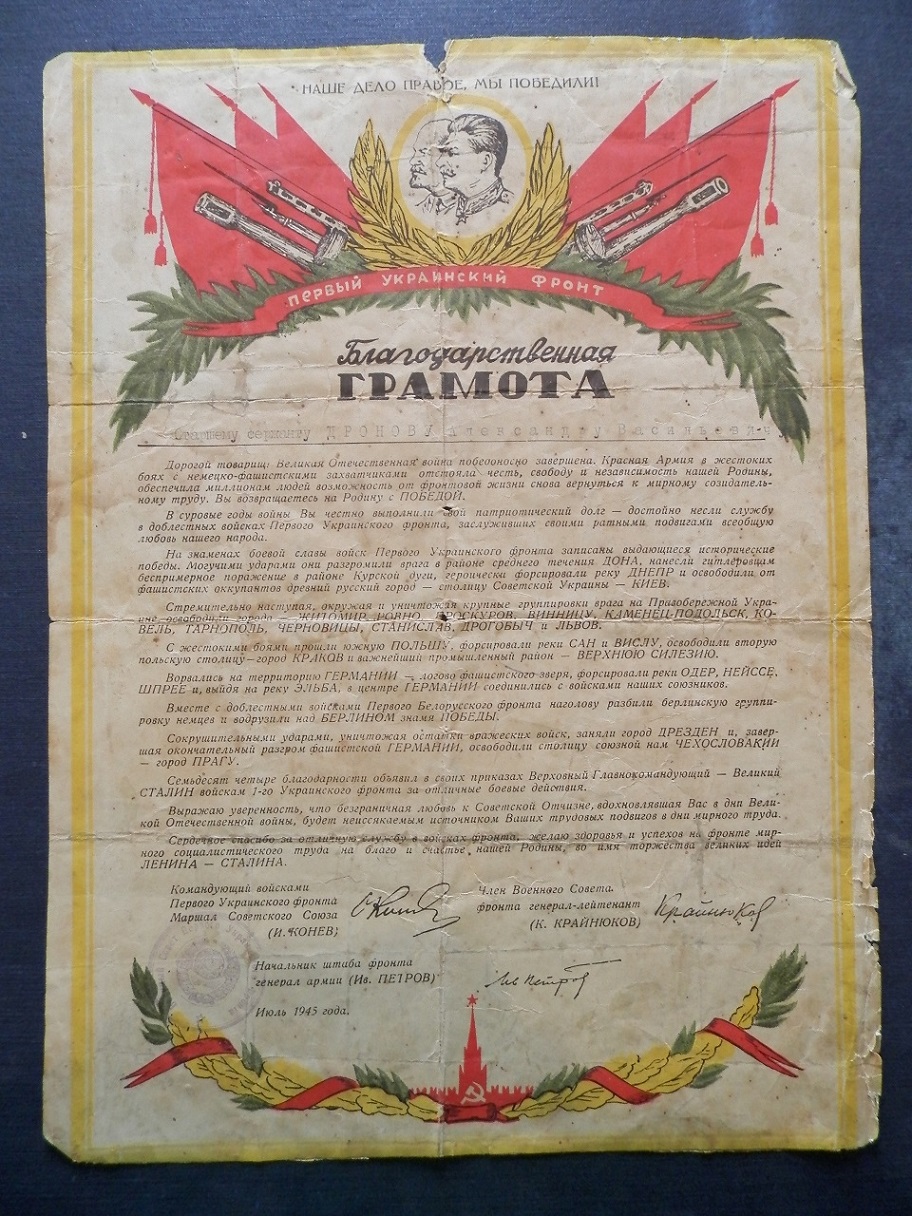 НАШЕ ДЕЛО ПРАВОЕ, МЫ ПОБЕДИЛИ!
ПЕРВЫЙ УКРАИНСКИЙ ФРОНТ
Благодарственная
ГРАМОТА
Старшему сержанту ДРОНОВУ Александру Васильевичу
Дорогой товарищ! Великая Отечественная война победоносно завершена. Красная Армия в жестоких
боях с немецко-фашистскими захватчиками отстояла честь, свободу и независимость нашей Родины,
обеспечила миллионам людей возможность от фронтовой жизни снова вернуться к мирному созидатель-
ному труду. Вы возвращаетесь на Родину с ПОБЕДОЙ.
В суровые годы войны Вы честно выполнили свой патриотический долг — достойно несли службу
в доблестных войсках Первого Украинского фронта, заслуживших своими ратными подвигами всеобщую
любовь нашего народа.
На знаменах боевой славы войск Первого Украинского фронта записаны выдающиеся исторические
победы. Могучими ударами они разгромили врага в районе среднего течения ДОНА, нанесли гитлеровцам
беспримерное поражение в районе Курской дуги, героически форсировали реку ДНЕПР и освободили от
фашистских оккупантов древний русский город — столицу Советской Украины — КИЕВ.
Стремительно наступая, окружая и уничтожая крупные группировки врага на Правобережной Укра-
ине освободили города — ЖИТОМИР, РОВНО, ПРОСКУРОВ, ВИННИЦУ, КАМЕНЕЦ-ПОДОЛЬСК, КО-
ВЕЛЬ, ТАРНОПОЛЬ, ЧЕРНОВИЦЫ, СТАНИСЛАВ, ДРОГОБЫЧ и ЛЬВОВ.
С жестокими боями прошли южную ПОЛЬШУ, форсировали реки САН и ВИСЛУ, освободили вторую
польскую столицу—город КРАКОВ и важнейший промышленный район — ВЕРХНЮЮ СИЛЕЗИЮ.
Ворвались на территорию ГЕРМАНИИ — логово фашистского зверя, форсировали реки ОДЕР, НЕЙССЕ,
ШПРЕЕ и, выйдя на реку ЭЛЬБА, в центре ГЕРМАНИИ соединились с войсками наших союзников.
Вместе с доблестными войсками Первого Белорусского фронта наголову разбили берлинскую группи-
ровку немцев и водрузили над БЕРЛИНОМ знамя ПОБЕДЫ.
Сокрушительными ударами, уничтожая остатки вражеских войск, заняли город ДРЕЗДЕН и, завер-
шая окончательный разгром фашистской ГЕРМАНИИ, освободили столицу союзной нам ЧЕХОСЛОВАКИИ
— город ПРАГУ.
Семьдесят четыре благодарности объявил в своих приказах Верховный Главнокомандующий — Великий
СТАЛИН войскам 1-го Украинского фронта за отличные боевые действия.
Выражаю уверенность, что безграничная любовь к Советской Отчизне, вдохновлявшая Вас в дни Вели-
кой Отечественной войны, будет неиссякаемым источником Ваших трудовых подвигов в дни мирного труда.
Сердечное спасибо за отличную службу в войсках фронта, желаю здоровья и успехов на фронте мир-
ного социалистического труда на благо и счастье нашей Родины, во имя торжества великих идей
ЛЕНИНА — СТАЛИНА.
Командующий войсками
Первого Украинского фронта
Маршал Советского Союза
(И. КОНЕВ)
Член Военного Совета
фронта генерал-лейтенант
(К. КРАЙНЮКОВ)
Крайнюков
Начальник штаба фронта
генерал армии (Ив. ПЕТРОВ)
Ив Петров
Июль 1945 года.